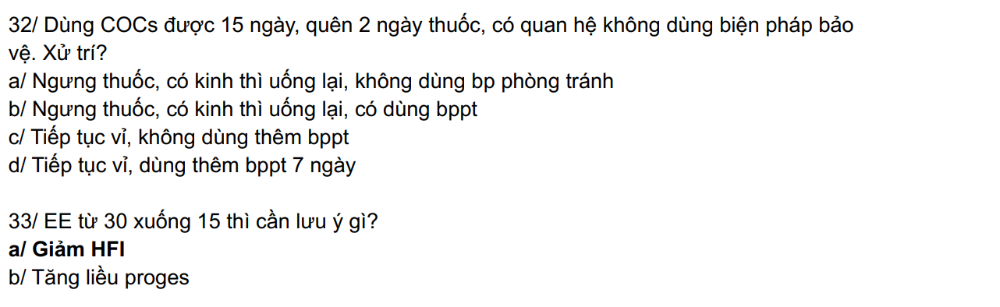 32/ Dùng COCs được 15 ngày, quên 2 ngày thuốc, có quan hệ không dùng biện pháp bảo
vệ. Xử trí?
a/ Ngưng thuốc, có kinh thì uống lại, không dùng bp phòng tránh
b/ Ngưng thuốc, có kinh thì uống lại, có dùng bppt
c/ Tiếp tục vỉ, không dùng thêm bppt
d/ Tiếp tục vỉ, dùng thêm bppt 7 ngày
33/ EE từ 30 xuống 15 thì cần lưu ý gì?
a/ Giảm HFI
b/ Tăng liều proges